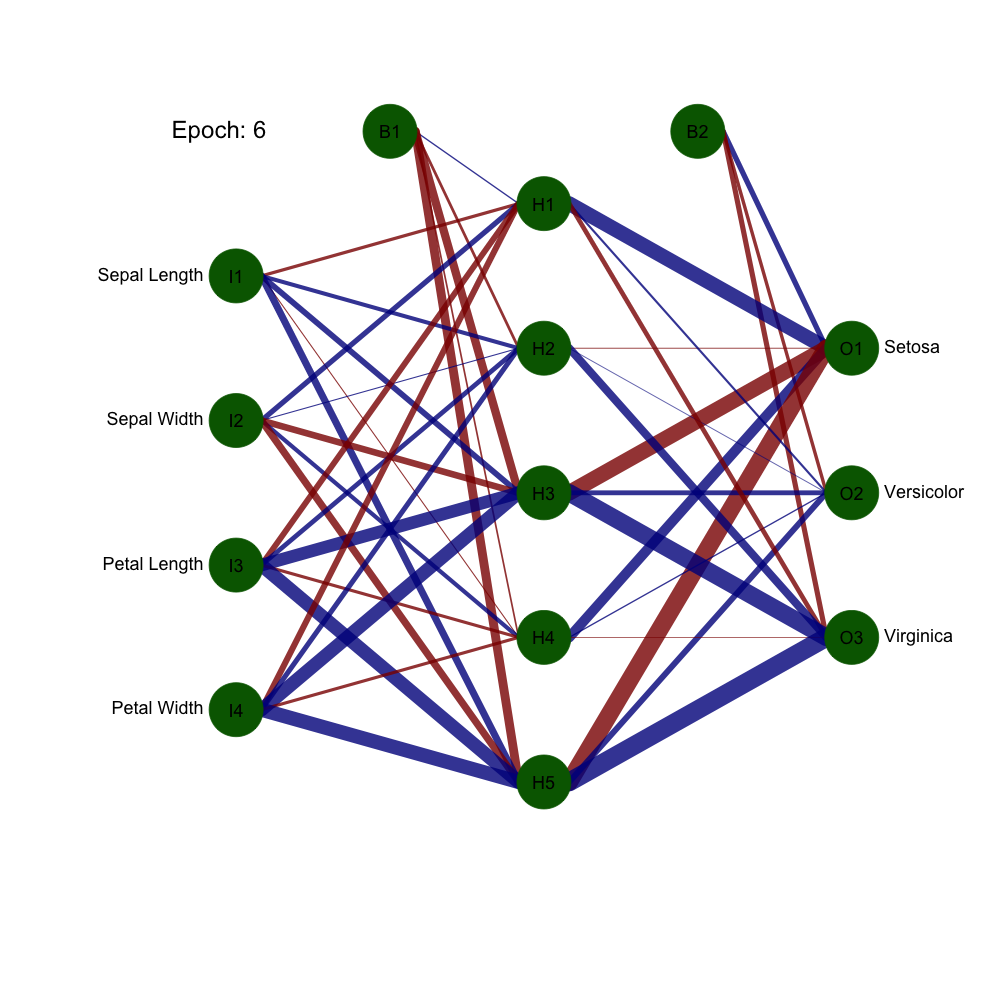 Epoch: 6
B1
B2
H1
Sepal Length
I1
H2
O1
Setosa
Sepal Width
I2
H3
O2
Versicolor
Petal Length
I3
H4
O3
Virginica
Petal Width
I4
H5